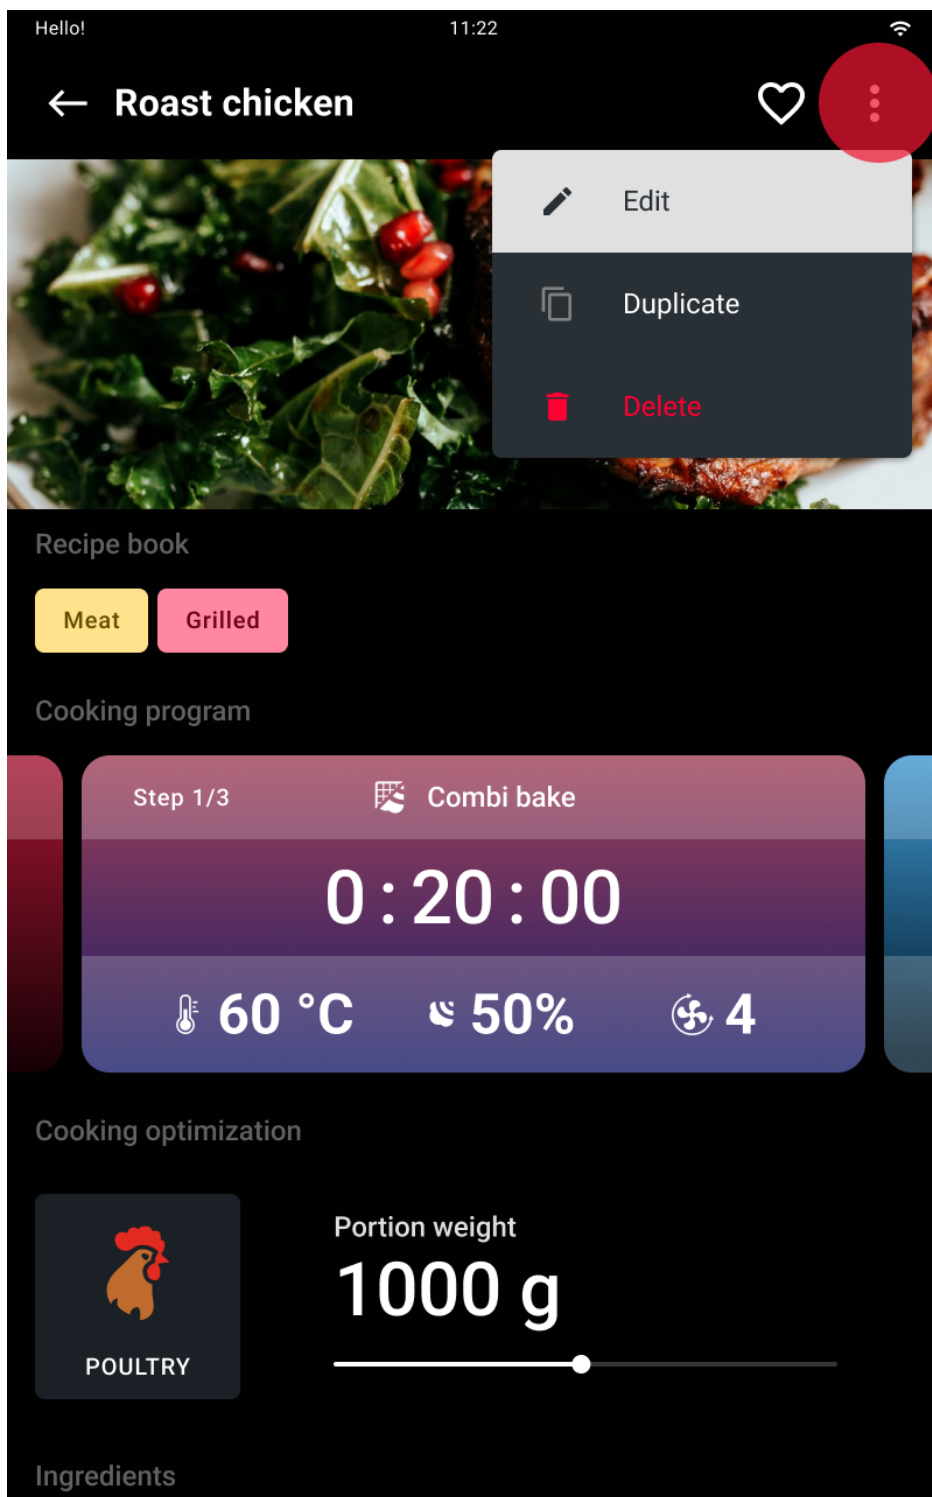 Hello! 11:22
Roast chicken
Edit
Duplicate
Delete
Recipe book
Meat Grilled
Cooking program
Step 1/3 Combi bake
0 : 20 : 00
60 °C 50% 4
Cooking optimization
Portion weight
1000 g
POULTRY
Ingredients